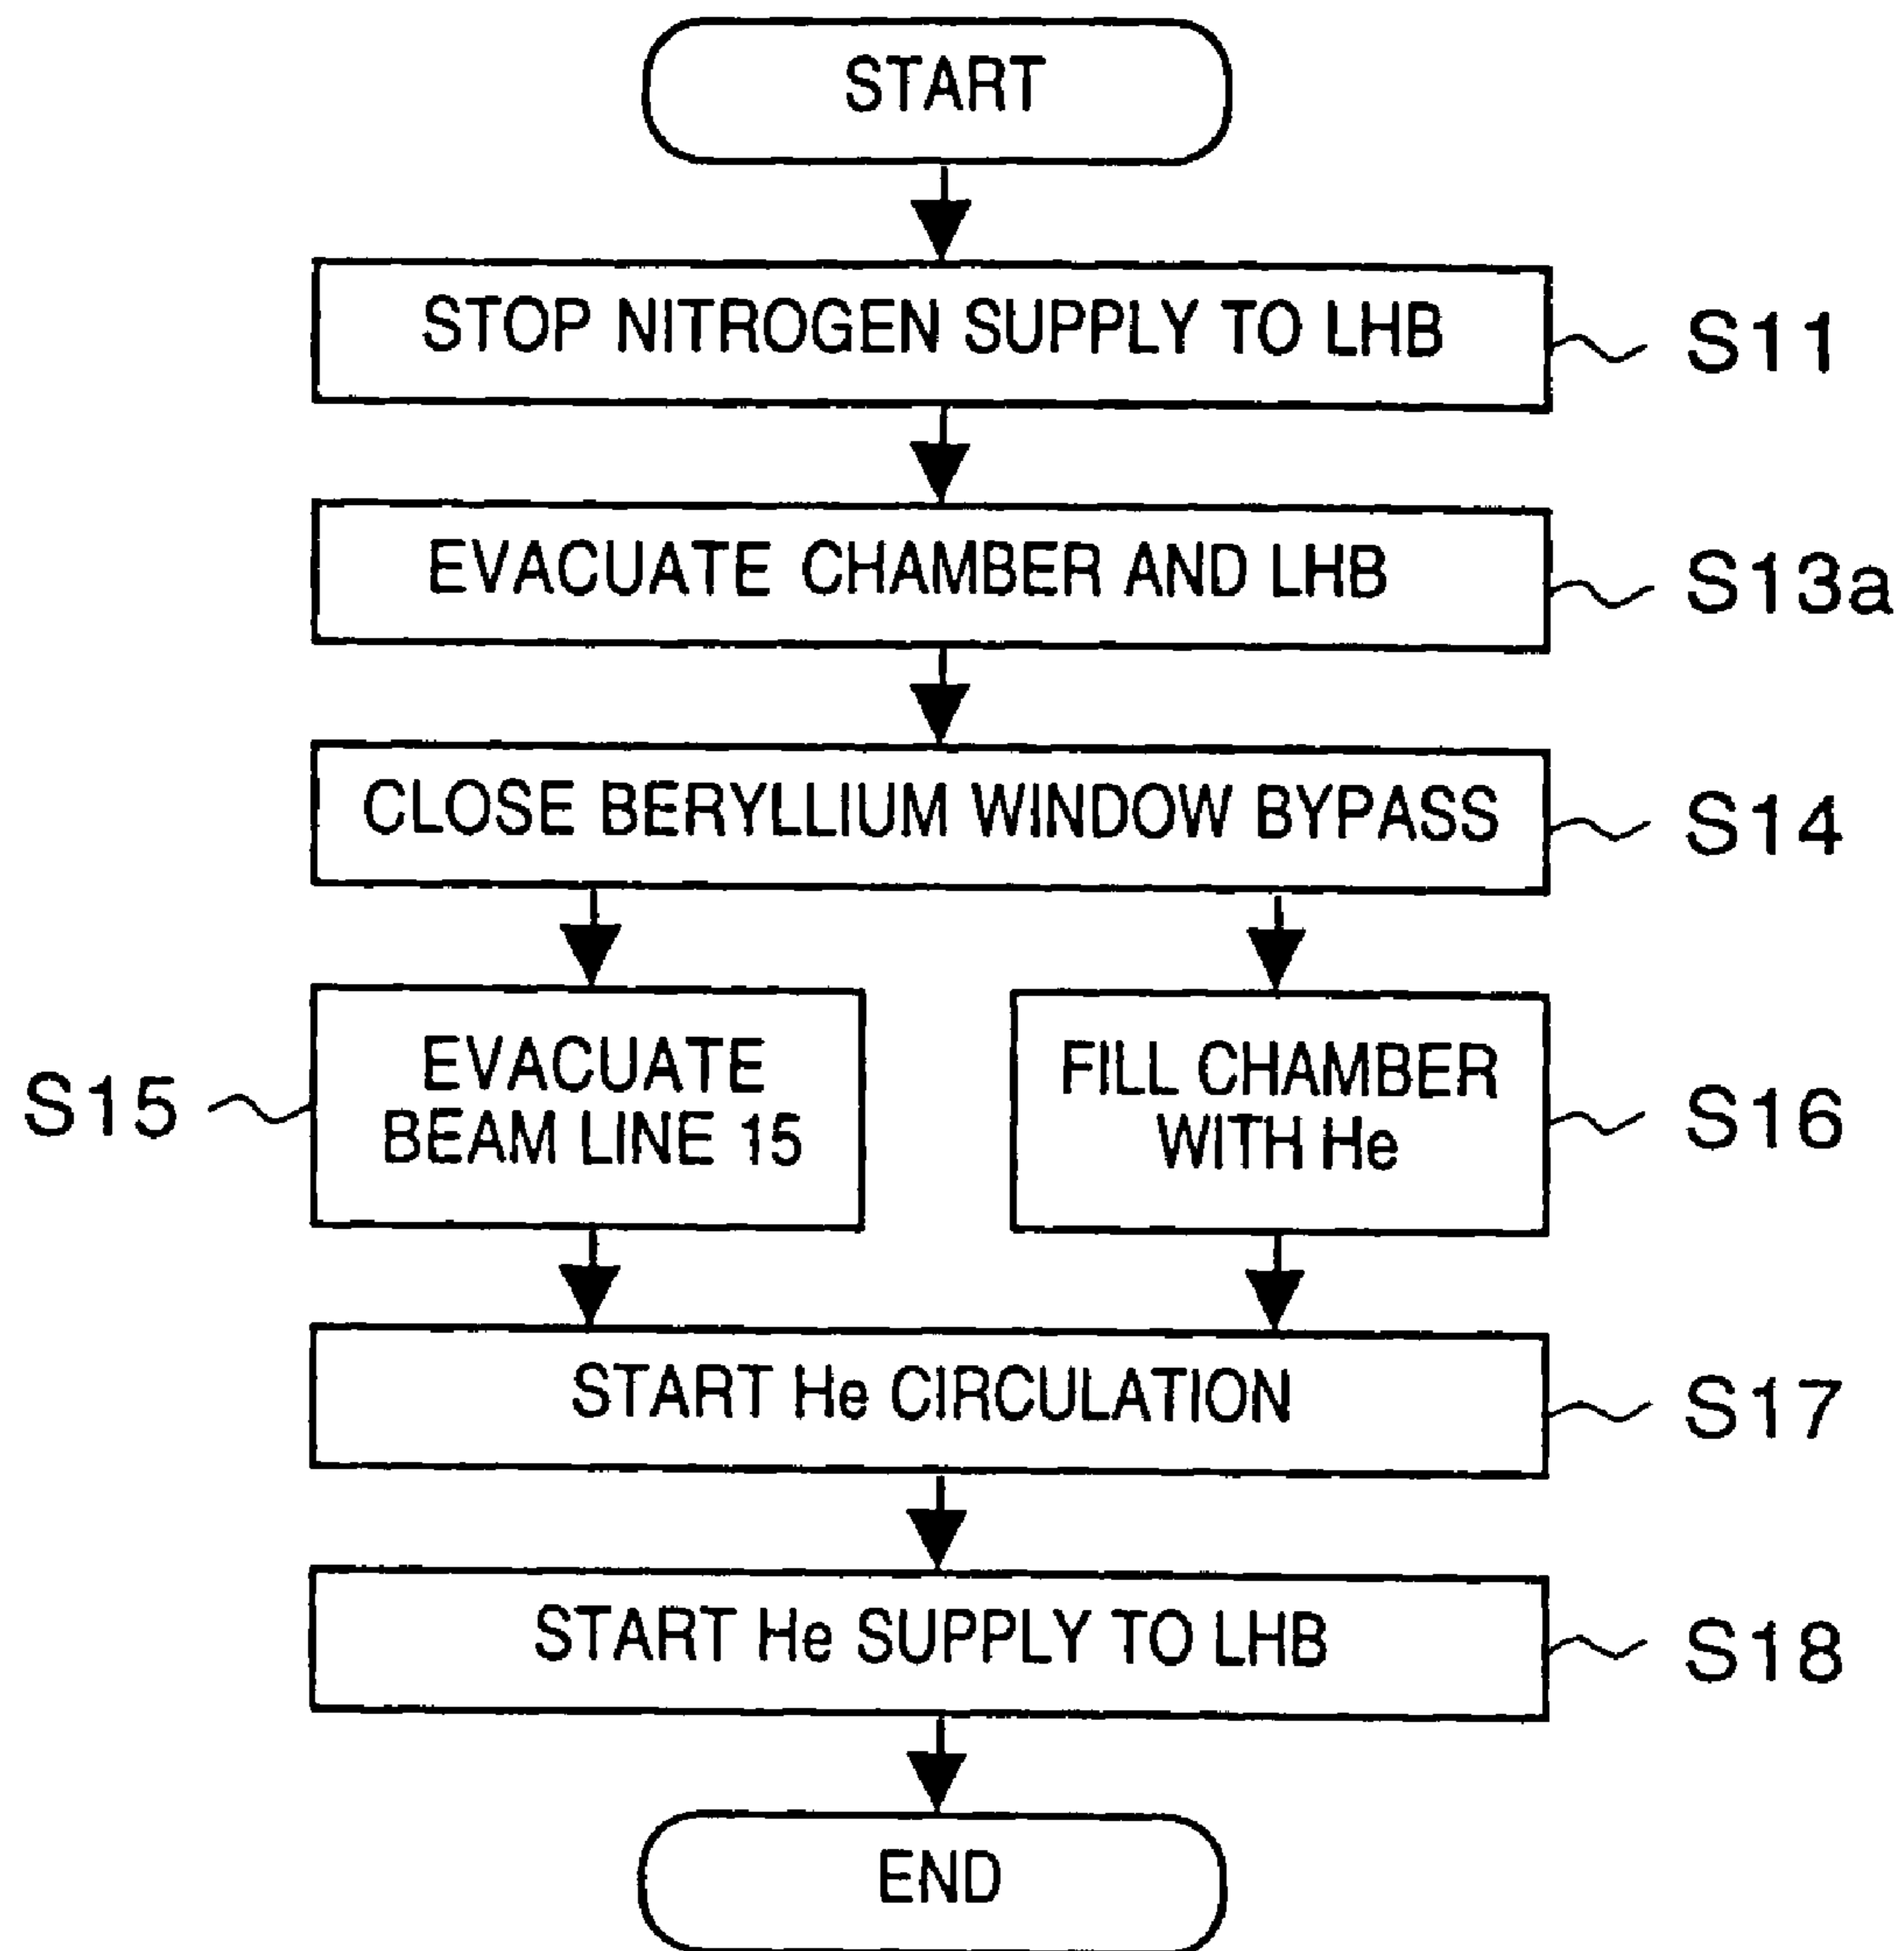 START
STOP NITROGEN SUPPLY TO LHB
S11
EVACUATE CHAMBER AND LHB
S13a
CLOSE BERYLLIUM WINDOW BYPASS
S14
S15
EVACUATE
BEAM LINE 15
FILL CHAMBER
WITH He
S16
START He CIRCULATION
S17
START He SUPPLY TO LHB
S18
END